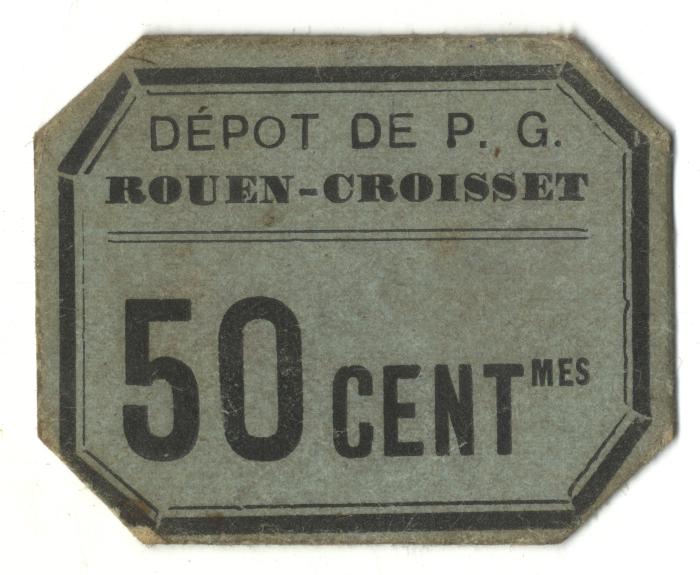 DÉPOT DE P. G.
ROUEN-CROISSET
50 CENTMES